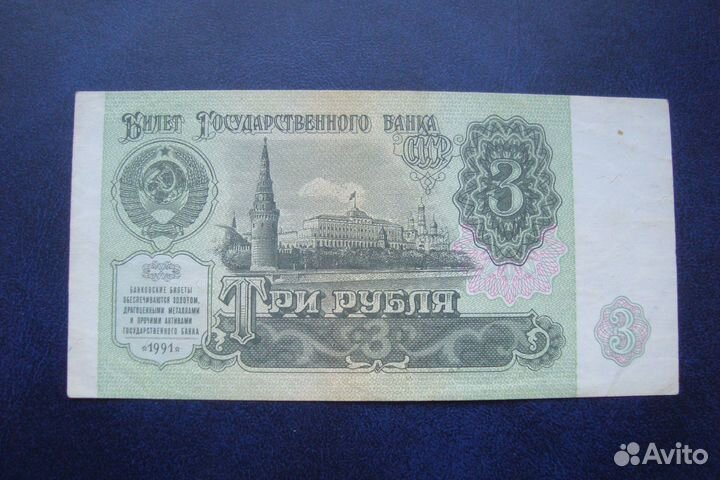 Билет Государственного Банка
СССР
3
Банковские билеты
обеспечиваются золотом,
драгоценными металлами
и прочими активами
Государственного банка
1991
Три рубля
3
3
Avito